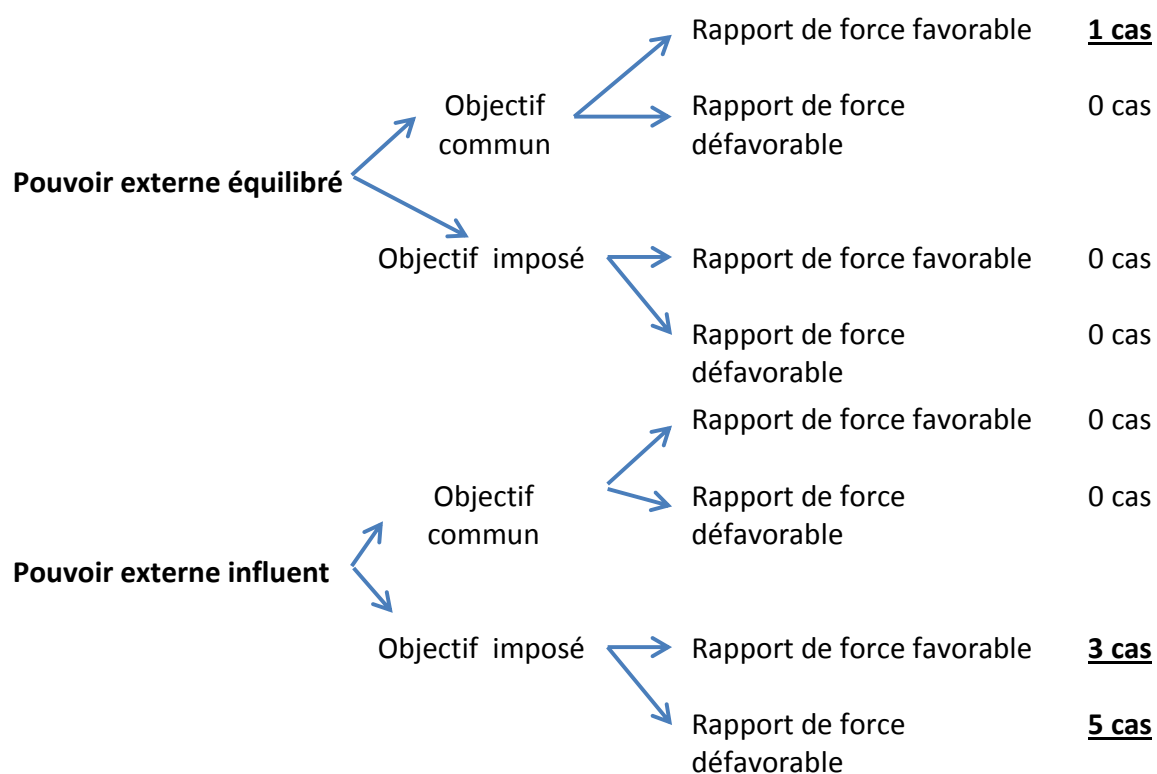 Rapport de force favorable 1 cas
Objectif
commun
Rapport de force
défavorable
0 cas
Pouvoir externe équilibré
Objectif imposé
Rapport de force favorable 0 cas
Rapport de force
défavorable
0 cas
Rapport de force favorable 0 cas
Objectif
commun
Rapport de force
défavorable
0 cas
Pouvoir externe influent
Objectif imposé
Rapport de force favorable 3 cas
Rapport de force
défavorable
5 cas